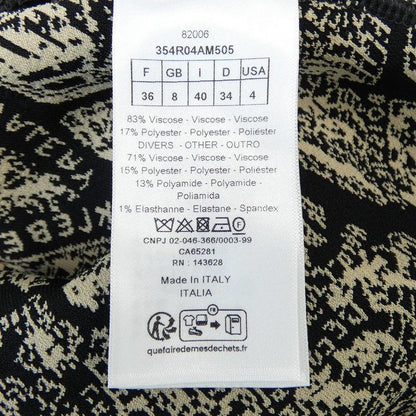 82006
354R04AM505
F GB I D USA
36 8 40 34 4
83% Viscose - Viscose - Viscose
17% Polyester - Polyester - Poliéster
DIVERS - OTHER - OUTRO
71% Viscose - Viscose - Viscose
15% Polyester - Polyester - Poliéster
13% Polyamide - Polyamide -
Poliamida
1% Elasthanne - Elastane - Spandex
CNPJ 02-046-366/0003-99
CA65281
RN : 143628
Made In ITALY
ITALIA
FR
quefairedemesdechets.fr